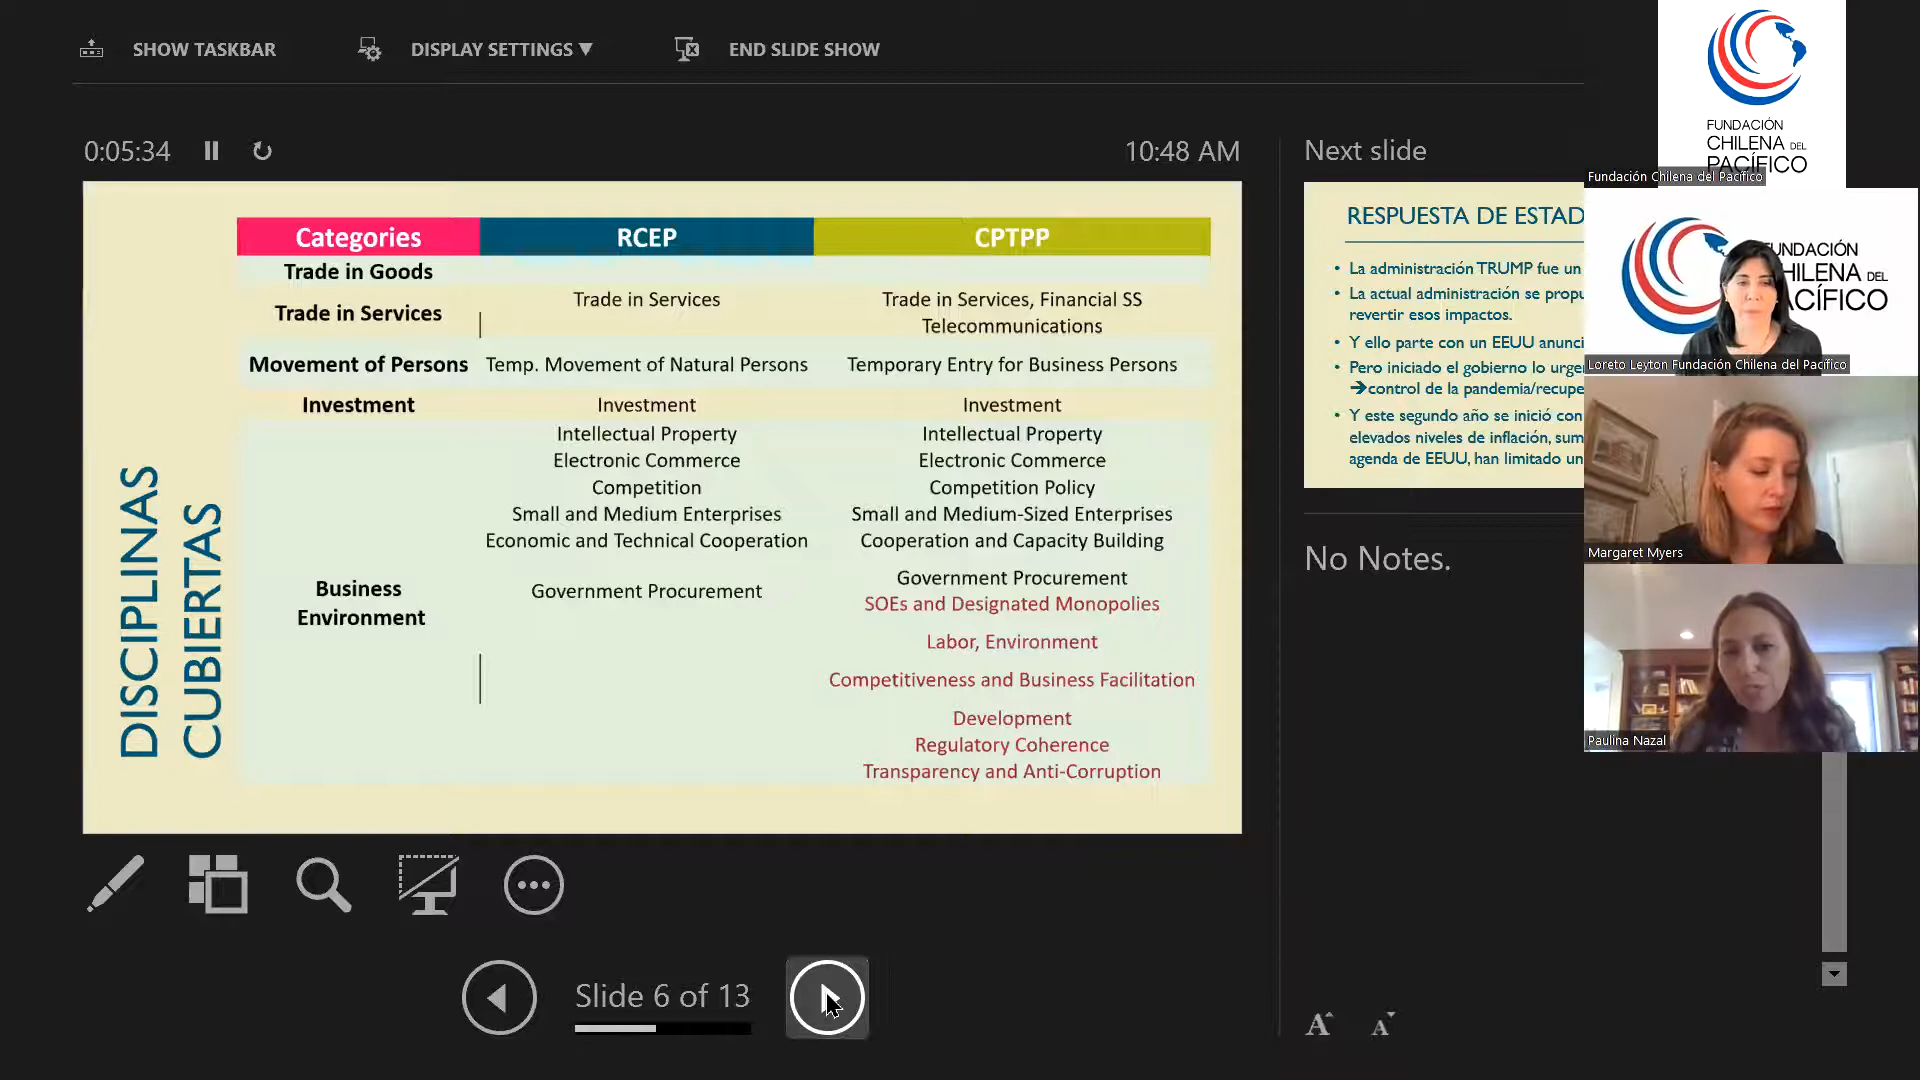 SHOW TASKBAR
DISPLAY SETTINGS ▼
END SLIDE SHOW
0:05:34
10:48 AM
DISCIPLINAS
CUBIERTAS
Categories RCEP CPTPP
Trade in Goods
Trade in Services
Trade in Services
Trade in Services, Financial SS
Telecommunications
Movement of Persons
Temp. Movement of Natural Persons
Temporary Entry for Business Persons
Investment
Investment
Investment
Business
Environment
Intellectual Property
Electronic Commerce
Competition
Small and Medium Enterprises
Economic and Technical Cooperation
Government Procurement
Intellectual Property
Electronic Commerce
Competition Policy
Small and Medium-Sized Enterprises
Cooperation and Capacity Building
Government Procurement
SOEs and Designated Monopolies
Labor, Environment
Competitiveness and Business Facilitation
Development
Regulatory Coherence
Transparency and Anti-Corruption
Slide 6 of 13
Next slide
RESPUESTA DE ESTAD
• La administración TRUMP fue un
• La actual administración se propu
revertir esos impactos.
• Y ello parte con un EEUU anunci
• Pero iniciado el gobierno lo urge
→control de la pandemia/recupe
• Y este segundo año se inició con
elevados niveles de inflación, sum
agenda de EEUU, han limitado un
No Notes.
A A
FUNDACIÓN
CHILENA DEL
PACÍFICO
Fundación Chilena del Pacífico
FUNDACIÓN
HILENA DEL
ACÍFICO
Loreto Leyton Fundación Chilena del Pacífico
Margaret Myers
Paulina Nazal